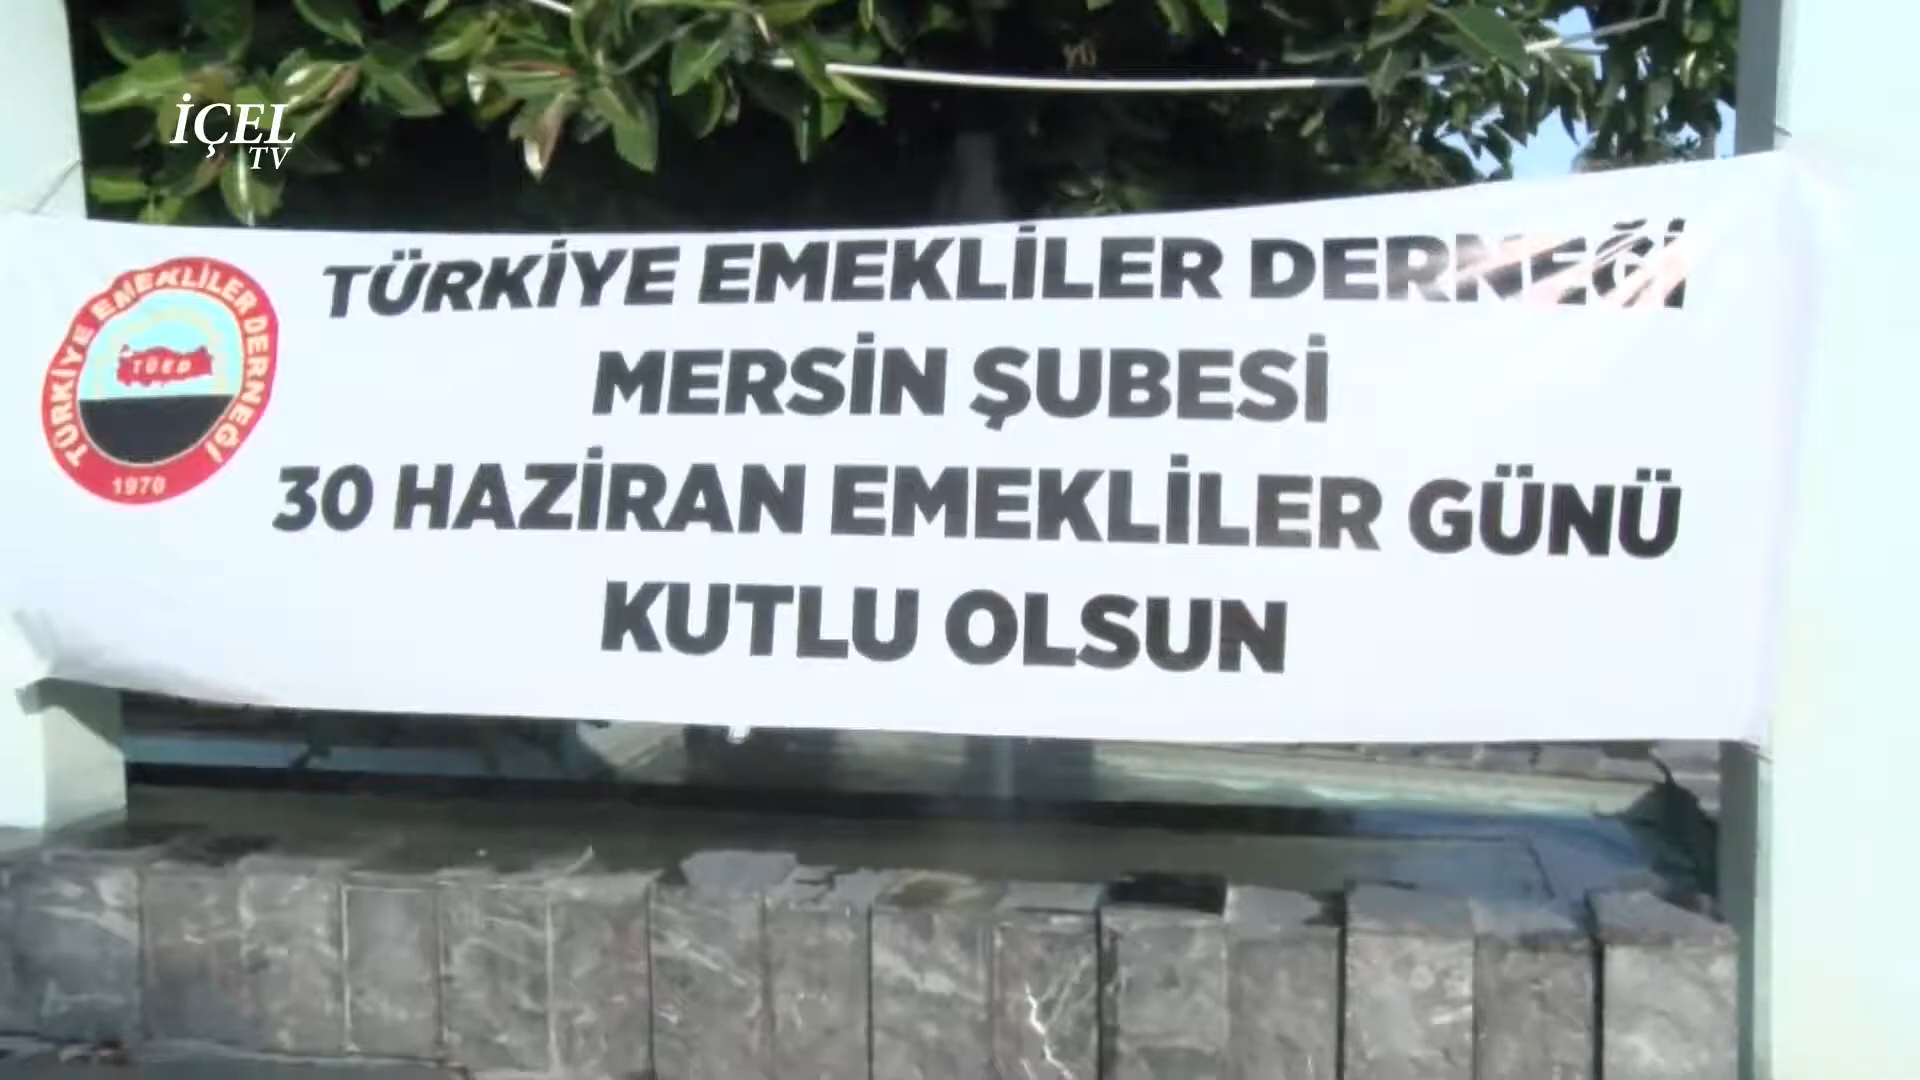 İÇEL
TV
TÜRKİYE EMEKLİLER DERNEĞİ
MERSİN ŞUBESİ
30 HAZİRAN EMEKLİLER GÜNÜ
KUTLU OLSUN
TÜRKİYE EMEKLİLER DERNEĞİ
TÜED
1970